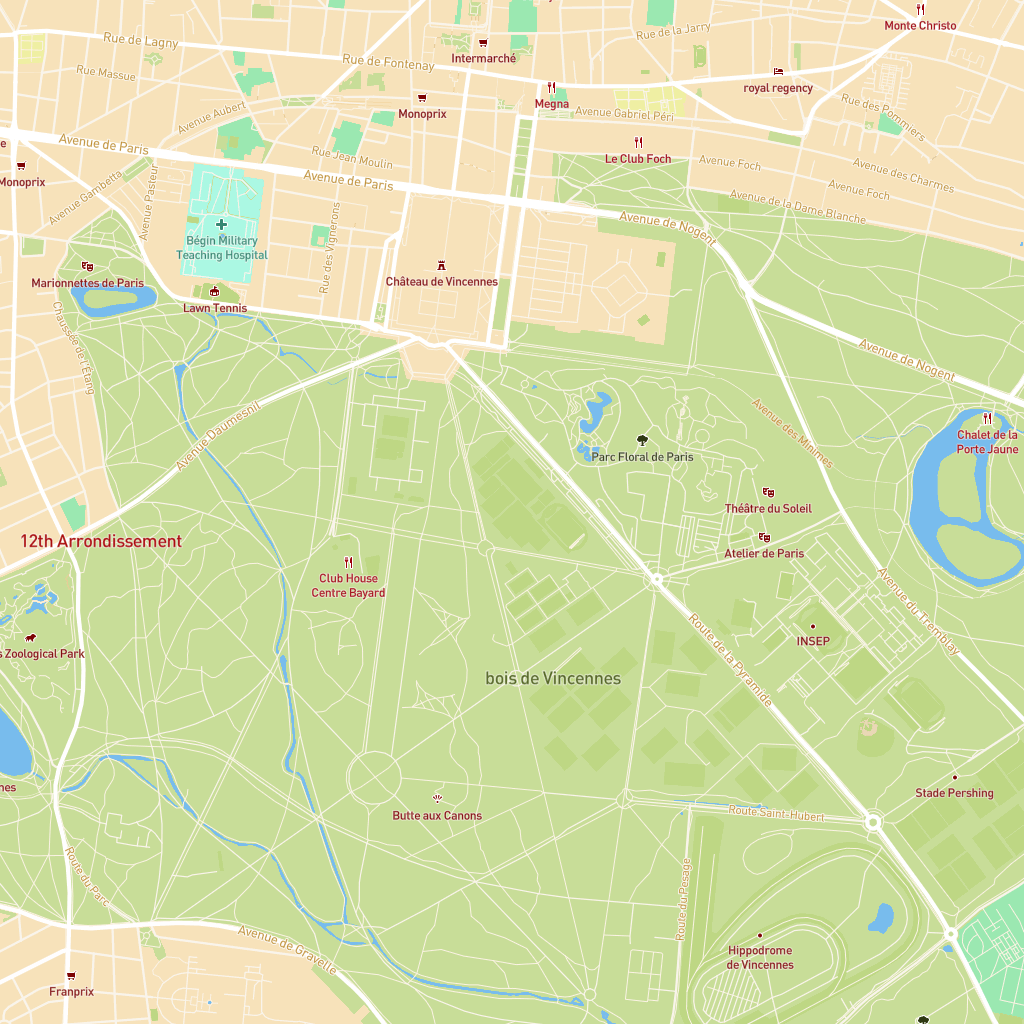 Monte Christo
Rue de la Jarry
Rue de Lagny
Intermarché
Rue de Fontenay
Rue Massue
royal regency
Megna
Monoprix
Avenue Aubert
Avenue Gabriel Péri
Rue des Pommiers
Avenue de Paris
Le Club Foch
Rue Jean Moulin
Avenue Foch
Avenue des Charmes
Monoprix
Avenue Gambetta
Avenue Pasteur
Avenue de Paris
Avenue Foch
Avenue de la Dame Blanche
Avenue de Nogent
Bégin Military
Teaching Hospital
Rue des Vignerons
Marionnettes de Paris
Château de Vincennes
Lawn Tennis
Chaussée de l'Étang
Avenue de Nogent
Avenue Daumesnil
Avenue des Minimes
Chalet de la
Porte Jaune
Parc Floral de Paris
Théâtre du Soleil
12th Arrondissement
Atelier de Paris
Club House
Centre Bayard
Avenue du Tremblay
INSEP
s Zoological Park
Route de la Pyramide
bois de Vincennes
nes
Stade Pershing
Butte aux Canons
Route Saint-Hubert
Route du Parc
Route du Pesage
Avenue de Gravelle
Hippodrome
de Vincennes
Franprix